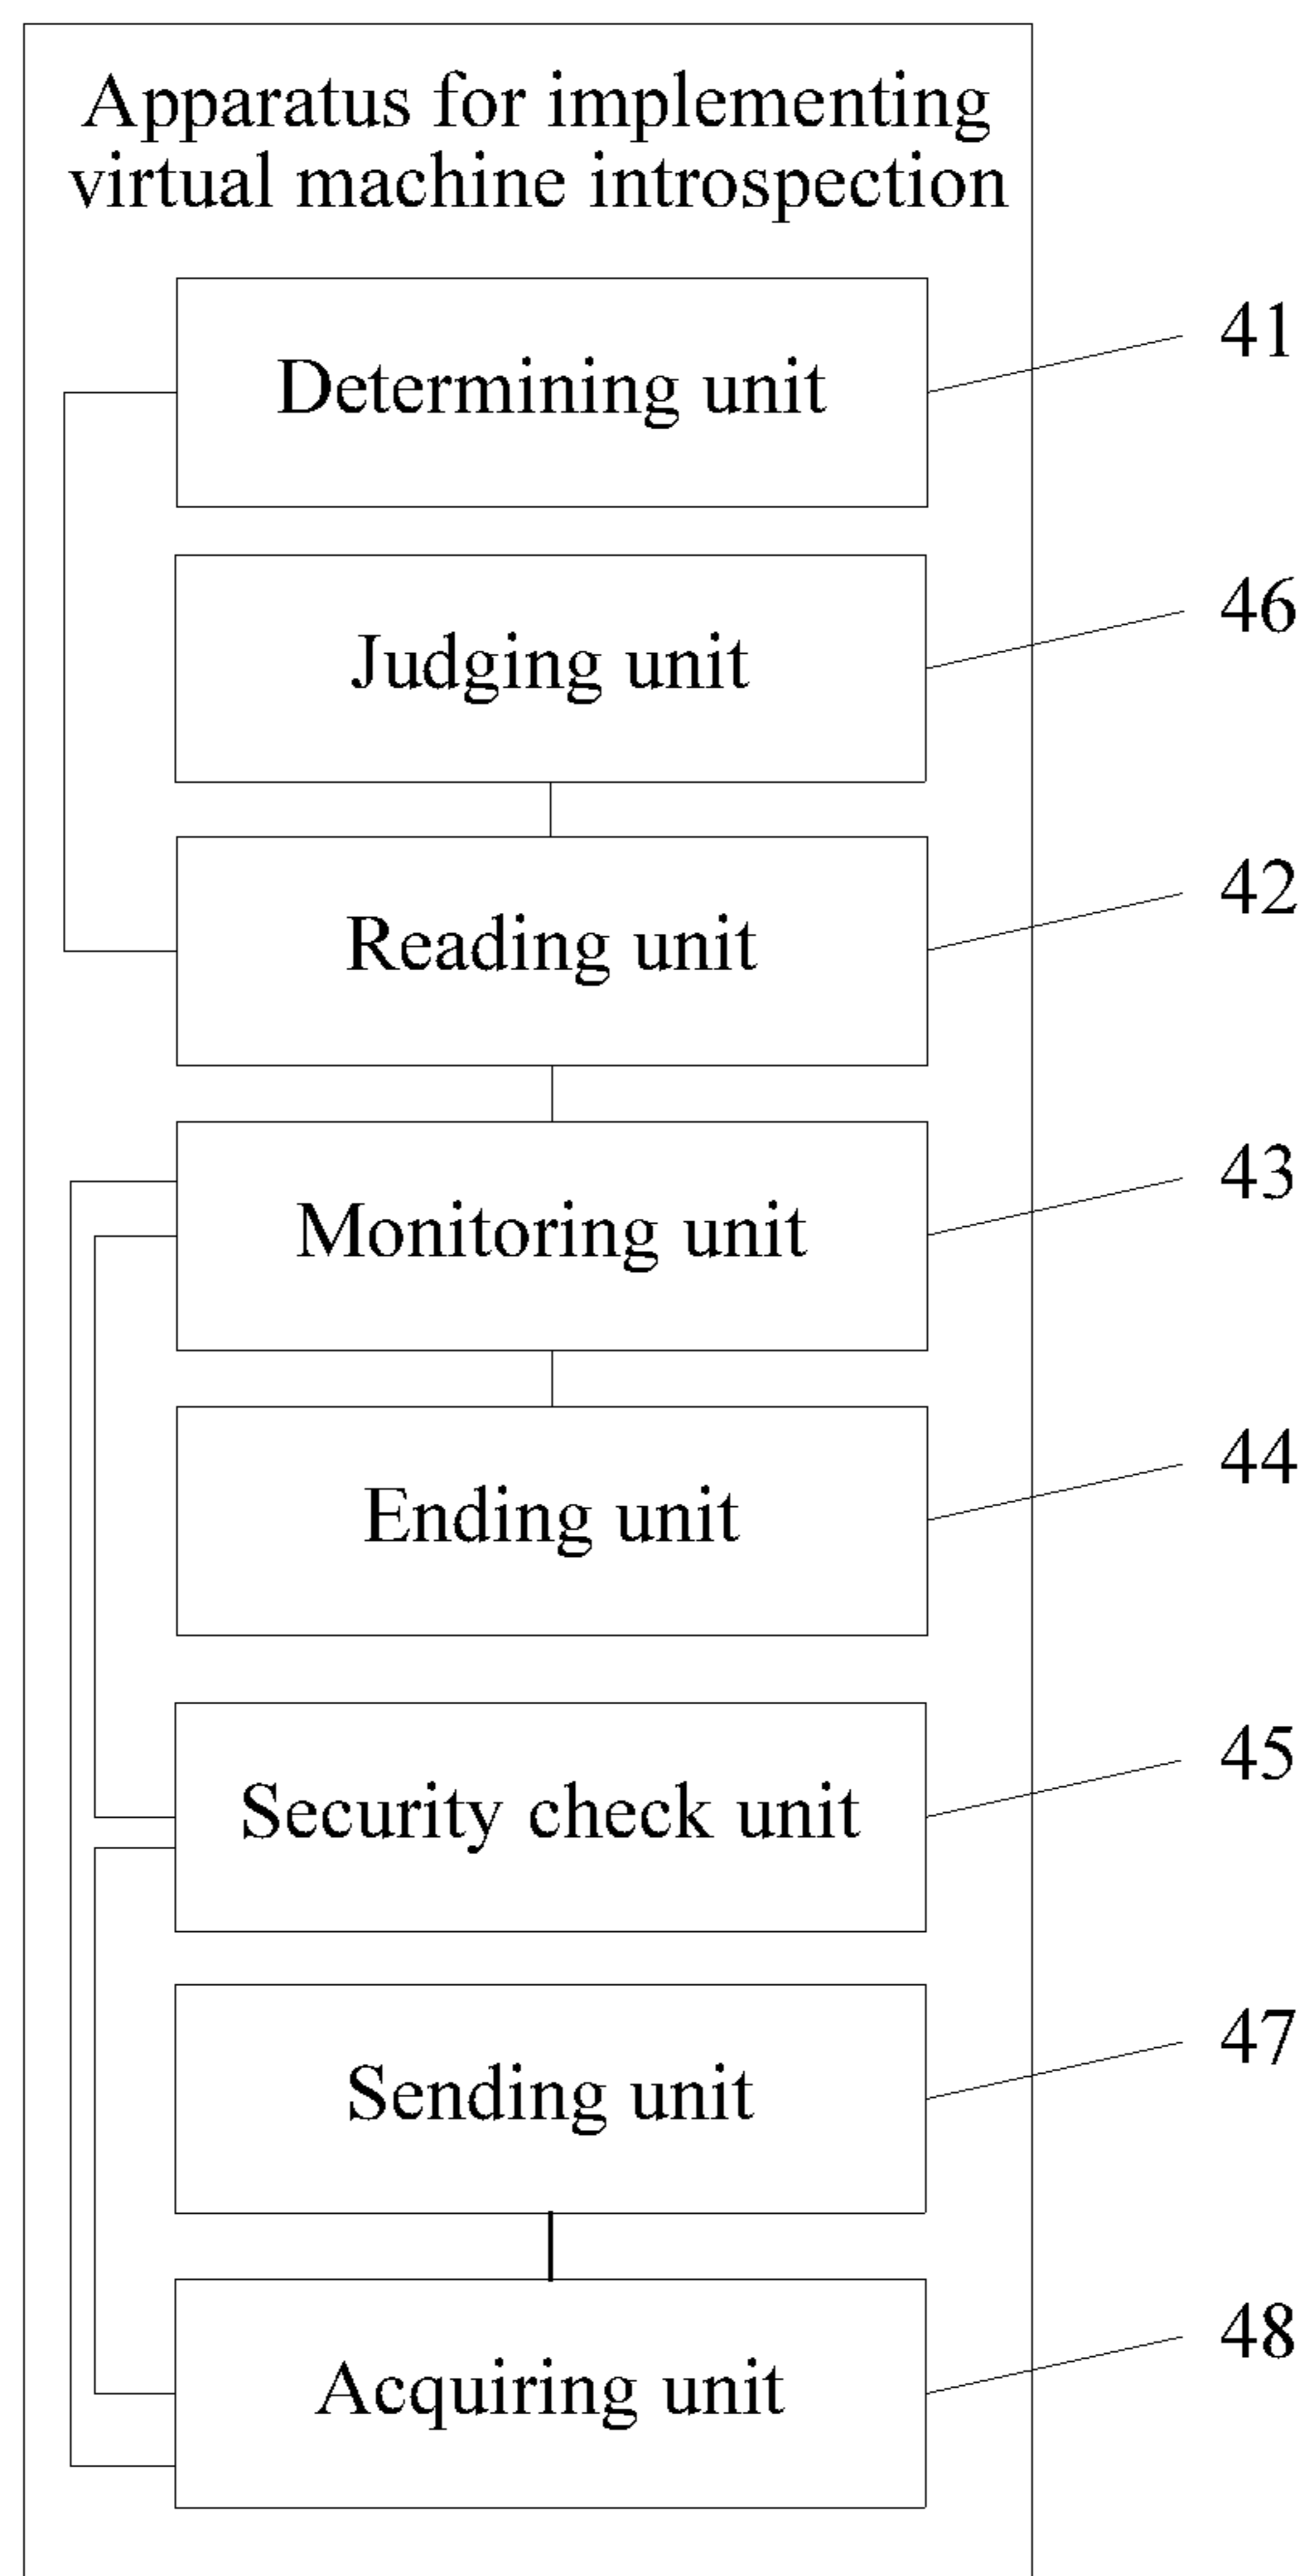 Apparatus for implementing
virtual machine introspection
Determining unit
41
Judging unit
46
Reading unit
42
Monitoring unit
43
Ending unit
44
Security check unit
45
Sending unit
47
Acquiring unit
48